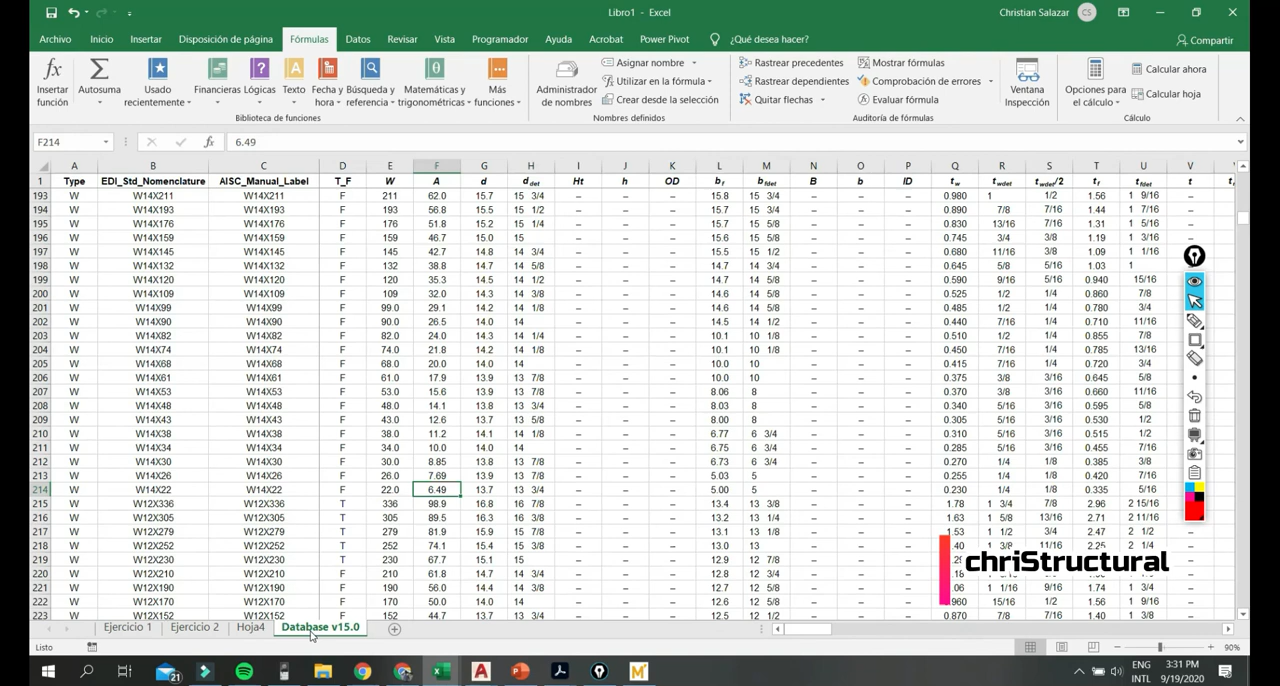 Libro1 - Excel
Christian Salazar CS
Archivo Inicio Insertar Disposición de página Fórmulas Datos Revisar Vista Programador Ayuda Acrobat Power Pivot ¿Qué desea hacer? Compartir
Insertar función Autosuma Usado recientemente Financieras Lógicas Texto Fecha y hora Búsqueda y referencia Matemáticas y trigonométricas Más funciones
Administrador de nombres Asignar nombre Utilizar en la fórmula Crear desde la selección
Rastrear precedentes Rastrear dependientes Quitar flechas Mostrar fórmulas Comprobación de errores Evaluar fórmula
Ventana Inspección Opciones para el cálculo Calcular ahora Calcular hoja
Biblioteca de funciones Nombres definidos Auditoría de fórmulas Cálculo
F214 fx 6.49
A B C D E F G H I J K L M N O P Q R S T U V
1 Type EDI_Std_Nomenclature AISC_Manual_Label T_F W A d ddet Ht h OD bf bfdet B b ID tw twdet twdet/2 tf tfdet t
193 W W14X211 W14X211 F 211 62.0 15.7 15 3/4 – – – 15.8 15 3/4 – – – 0.980 1 1/2 1.56 1 9/16 –
194 W W14X193 W14X193 F 193 56.8 15.5 15 1/2 – – – 15.7 15 3/4 – – – 0.890 7/8 7/16 1.44 1 7/16 –
195 W W14X176 W14X176 F 176 51.8 15.2 15 1/4 – – – 15.7 15 5/8 – – – 0.830 13/16 7/16 1.31 1 5/16 –
196 W W14X159 W14X159 F 159 46.7 15.0 15 – – – 15.6 15 5/8 – – – 0.745 3/4 3/8 1.19 1 3/16 –
197 W W14X145 W14X145 F 145 42.7 14.8 14 3/4 – – – 15.5 15 1/2 – – – 0.680 11/16 3/8 1.09 1 1/16
198 W W14X132 W14X132 F 132 38.8 14.7 14 5/8 – – – 14.7 14 3/4 – – – 0.645 5/8 5/16 1.03 1
199 W W14X120 W14X120 F 120 35.3 14.5 14 1/2 – – – 14.7 14 5/8 – – – 0.590 9/16 5/16 0.940 15/16
200 W W14X109 W14X109 F 109 32.0 14.3 14 3/8 – – – 14.6 14 5/8 – – – 0.525 1/2 1/4 0.860 7/8
201 W W14X99 W14X99 F 99.0 29.1 14.2 14 1/8 – – – 14.6 14 5/8 – – – 0.485 1/2 1/4 0.780 3/4
202 W W14X90 W14X90 F 90.0 26.5 14.0 14 – – – 14.5 14 1/2 – – – 0.440 7/16 1/4 0.710 11/16
203 W W14X82 W14X82 F 82.0 24.0 14.3 14 1/4 – – – 10.1 10 1/8 – – – 0.510 1/2 1/4 0.855 7/8
204 W W14X74 W14X74 F 74.0 21.8 14.2 14 1/8 – – – 10.1 10 1/8 – – – 0.450 7/16 1/4 0.785 13/16
205 W W14X68 W14X68 F 68.0 20.0 14.0 14 – – – 10.0 10 – – – 0.415 7/16 1/4 0.720 3/4
206 W W14X61 W14X61 F 61.0 17.9 13.9 13 7/8 – – – 10.0 10 – – – 0.375 3/8 3/16 0.645 5/8
207 W W14X53 W14X53 F 53.0 15.6 13.9 13 7/8 – – – 8.06 8 – – – 0.370 3/8 3/16 0.660 11/16
208 W W14X48 W14X48 F 48.0 14.1 13.8 13 3/4 – – – 8.03 8 – – – 0.340 5/16 3/16 0.595 5/8
209 W W14X43 W14X43 F 43.0 12.6 13.7 13 5/8 – – – 8.00 8 – – – 0.305 5/16 3/16 0.530 1/2
210 W W14X38 W14X38 F 38.0 11.2 14.1 14 1/8 – – – 6.77 6 3/4 – – – 0.310 5/16 3/16 0.515 1/2
211 W W14X34 W14X34 F 34.0 10.0 14.0 14 – – – 6.75 6 3/4 – – – 0.285 5/16 3/16 0.455 7/16
212 W W14X30 W14X30 F 30.0 8.85 13.8 13 7/8 – – – 6.73 6 3/4 – – – 0.270 1/4 1/8 0.385 3/8
213 W W14X26 W14X26 F 26.0 7.69 13.9 13 7/8 – – – 5.03 5 – – – 0.255 1/4 1/8 0.420 7/16
214 W W14X22 W14X22 F 22.0 6.49 13.7 13 3/4 – – – 5.00 5 – – – 0.230 1/4 1/8 0.335 5/16
215 W W12X336 W12X336 T 336 98.9 16.8 16 7/8 – – – 13.4 13 3/8 – – – 1.78 1 3/4 7/8 2.96 2 15/16 –
216 W W12X305 W12X305 T 305 89.5 16.3 16 3/8 – – – 13.2 13 1/4 – – – 1.63 1 5/8 13/16 2.71 2 11/16 –
217 W W12X279 W12X279 T 279 81.9 15.9 15 7/8 – – – 13.1 13 1/8 – – – .53 1 1/2 3/4 2.47 2 1/2 –
218 W W12X252 W12X252 T 252 74.1 15.4 15 3/8 – – – 13.0 13 – – – .40 2.25 2 1/4 –
219 W W12X230 W12X230 T 230 67.7 15.1 15 – – – 12.9 12 7/8 – – –
220 W W12X210 W12X210 F 210 61.8 14.7 14 3/4 – – – 12.8 12 3/4 – – –
221 W W12X190 W12X190 F 190 56.0 14.4 14 3/8 – – – 12.7 12 5/8 – – – .06 1 1/16 9/16 1.74 1 3/4 –
222 W W12X170 W12X170 F 170 50.0 14.0 14 – – – 12.6 12 5/8 – – – .960 15/16 1/2 1.56 1 9/16 –
223 W W12X152 W12X152 F 152 44.7 13.7 13 3/4 – – – 12.5 12 1/2 – – – 0.870 7/8 7/16 1.40 1 3/8 –
chriStructural
Ejercicio 1 Ejercicio 2 Hoja4 Database v15.0
Listo 90%
21 ENG INTL 3:31 PM 9/19/2020